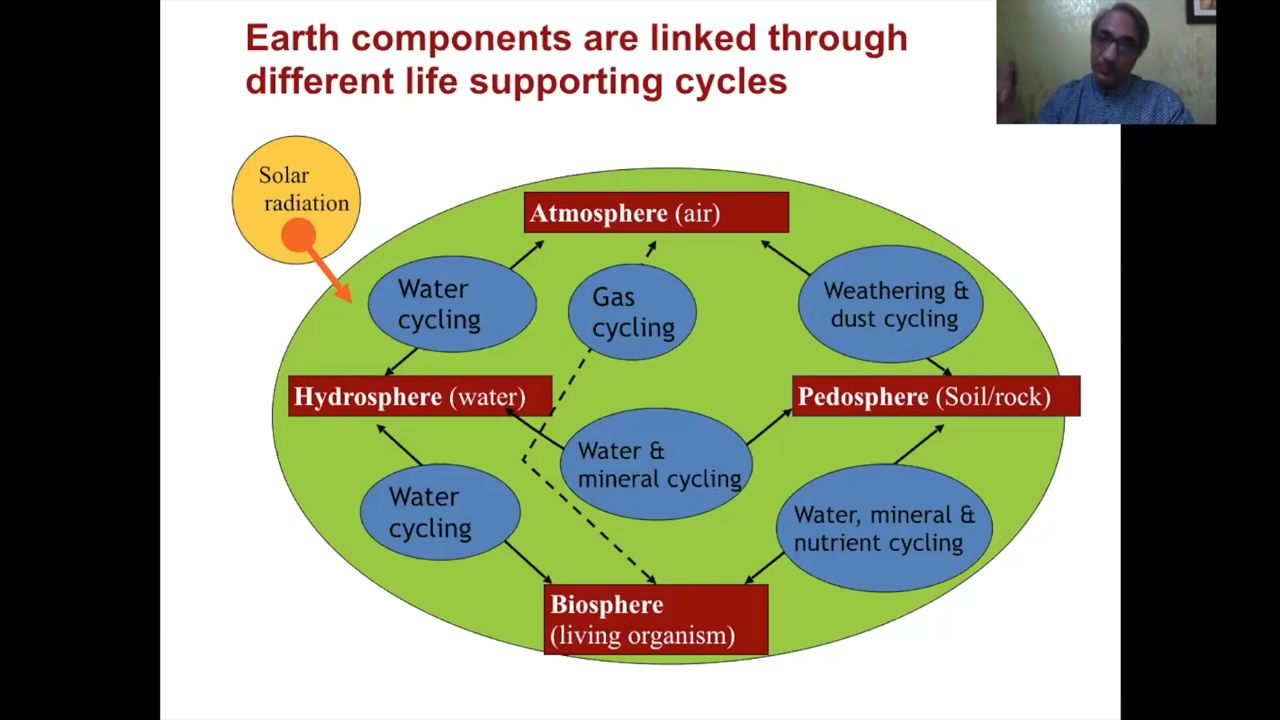 Earth components are linked through
different life supporting cycles
Solar
radiation
Atmosphere (air)
Water
cycling
Gas
cycling
Weathering &
dust cycling
Hydrosphere (water)
Pedosphere (Soil/rock)
Water &
mineral cycling
Water
cycling
Water, mineral &
nutrient cycling
Biosphere
(living organism)